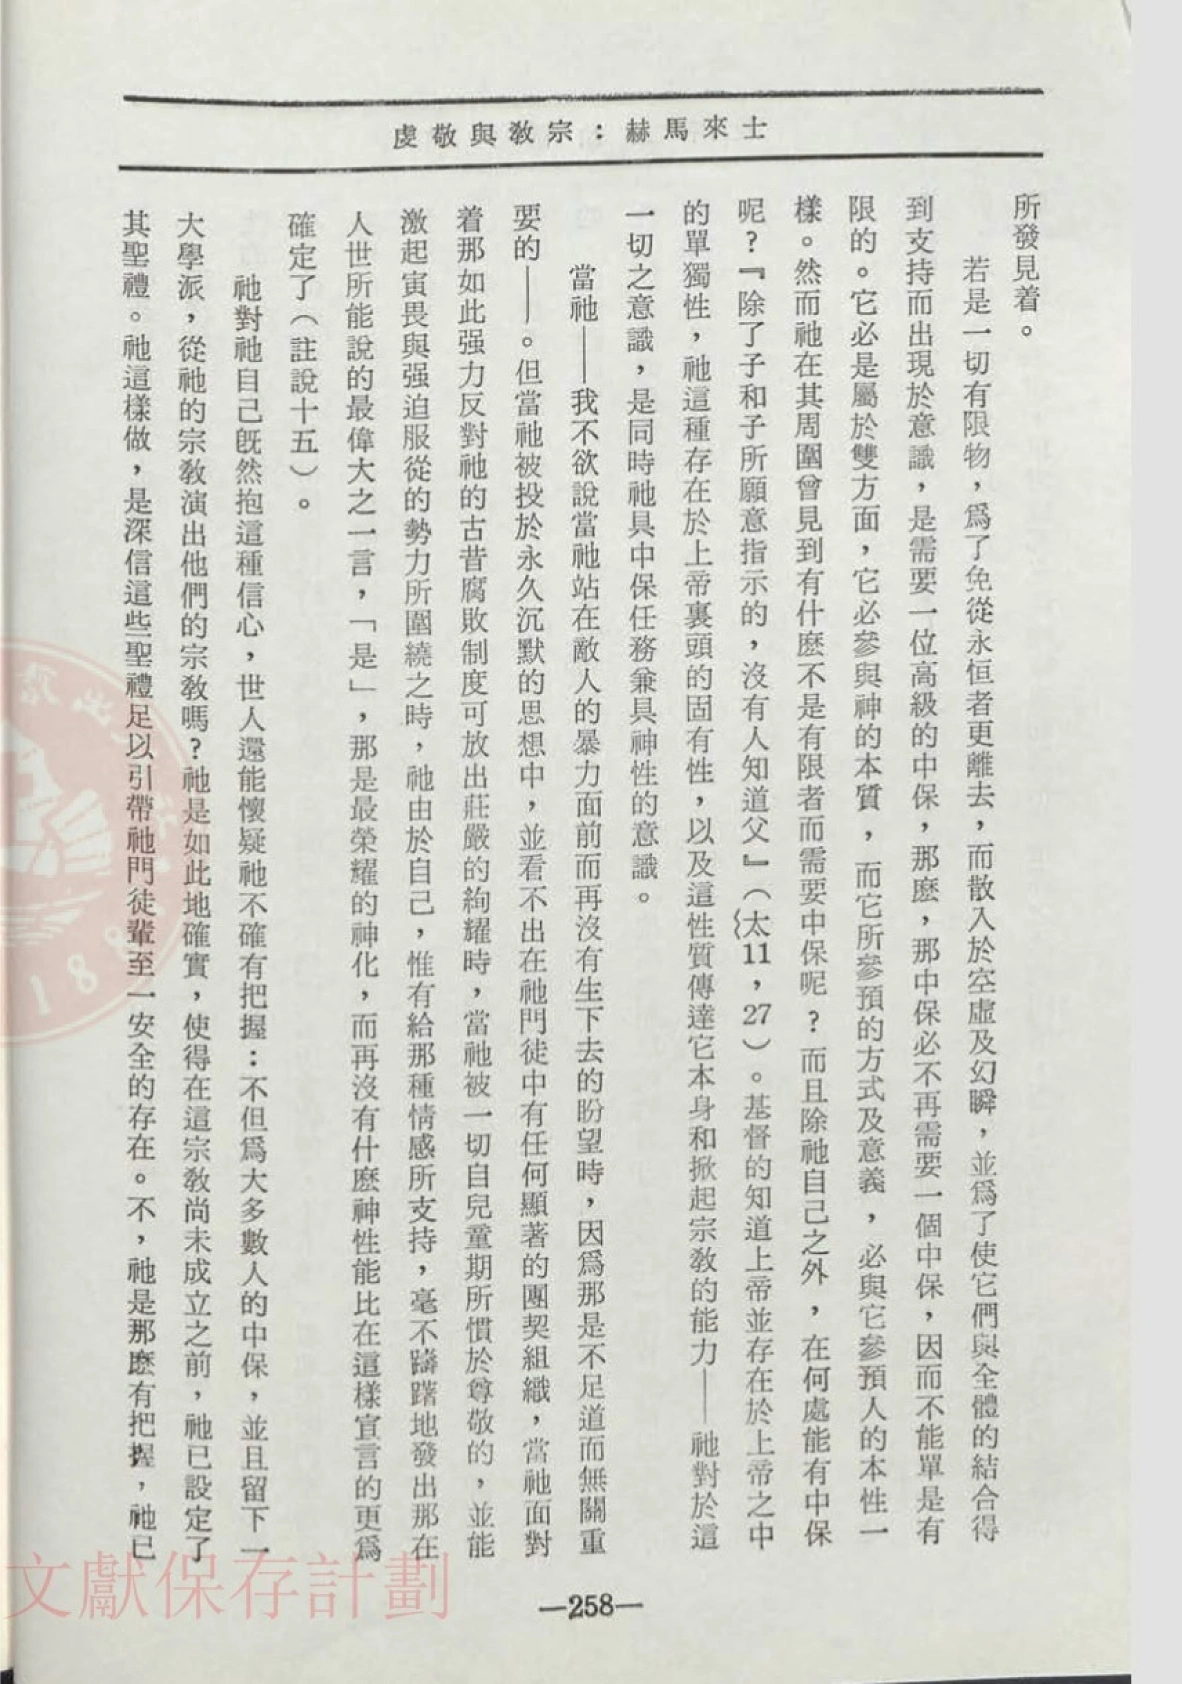 士來馬赫：宗敎與敬虔
所發見着。
若是一切有限物，爲了免從永恒者更離去，而散入於空虛及幻瞬，並爲了使它們與全體的結合得
到支持而出現於意識，是需要一位高級的中保，那麽，那中保必不再需要一個中保，因而不能單是有
限的。它必是屬於雙方面，它必參與神的本質，而它所參預的方式及意義，必與它參預人的本性一
樣。然而祂在其周圍曾見到有什麽不是有限者而需要中保呢？而且除祂自己之外，在何處能有中保
呢？『除了子和子所願意指示的，沒有人知道父』（太11，27）。基督的知道上帝並存在於上帝之中
的單獨性，祂這種存在於上帝裏頭的固有性，以及這性質傳達它本身和掀起宗敎的能力——祂對於這
一切之意識，是同時祂具中保任務兼具神性的意識。
當祂——我不欲說當祂站在敵人的暴力面前而再沒有生下去的盼望時，因爲那是不足道而無關重
要的——。但當祂被投於永久沉默的思想中，並看不出在祂門徒中有任何顯著的團契組織，當祂面對
着那如此强力反對祂的古昔腐敗制度可放出莊嚴的絢耀時，當祂被一切自兒童期所慣於尊敬的，並能
激起寅畏與强迫服從的勢力所圍繞之時，祂由於自己，惟有給那種情感所支持，毫不躊躇地發出那在
人世所能說的最偉大之一言，「是」，那是最榮耀的神化，而再沒有什麽神性能比在這樣宣言的更爲
確定了（註說十五）。
祂對祂自己旣然抱這種信心，世人還能懷疑祂不確有把握：不但爲大多數人的中保，並且留下一
大學派，從祂的宗敎演出他們的宗敎嗎？祂是如此地確實，使得在這宗敎尚未成立之前，祂已設定了
其聖禮。祂這樣做，是深信這些聖禮足以引帶祂門徒輩至一安全的存在。不，祂是那麽有把握，祂已
—258—
188
文獻保存計劃